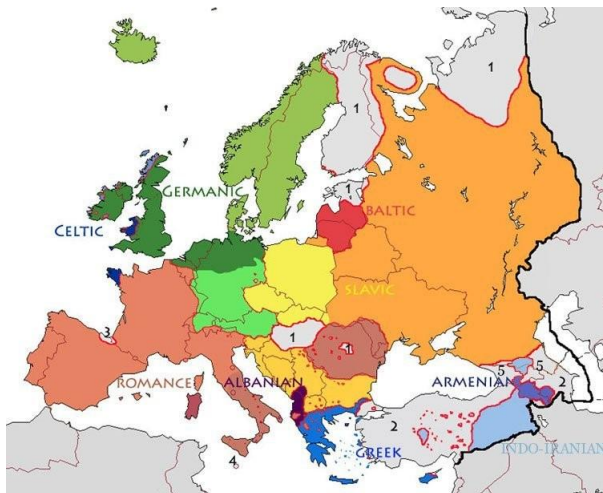 1
1
GERMANIC
1
BALTIC
CELTIC
SLAVIC
3
1
1
ROMANCE
ALBANIAN
ARMENIAN
5
5
2
2
GREEK
INDO-IRANIAN
4